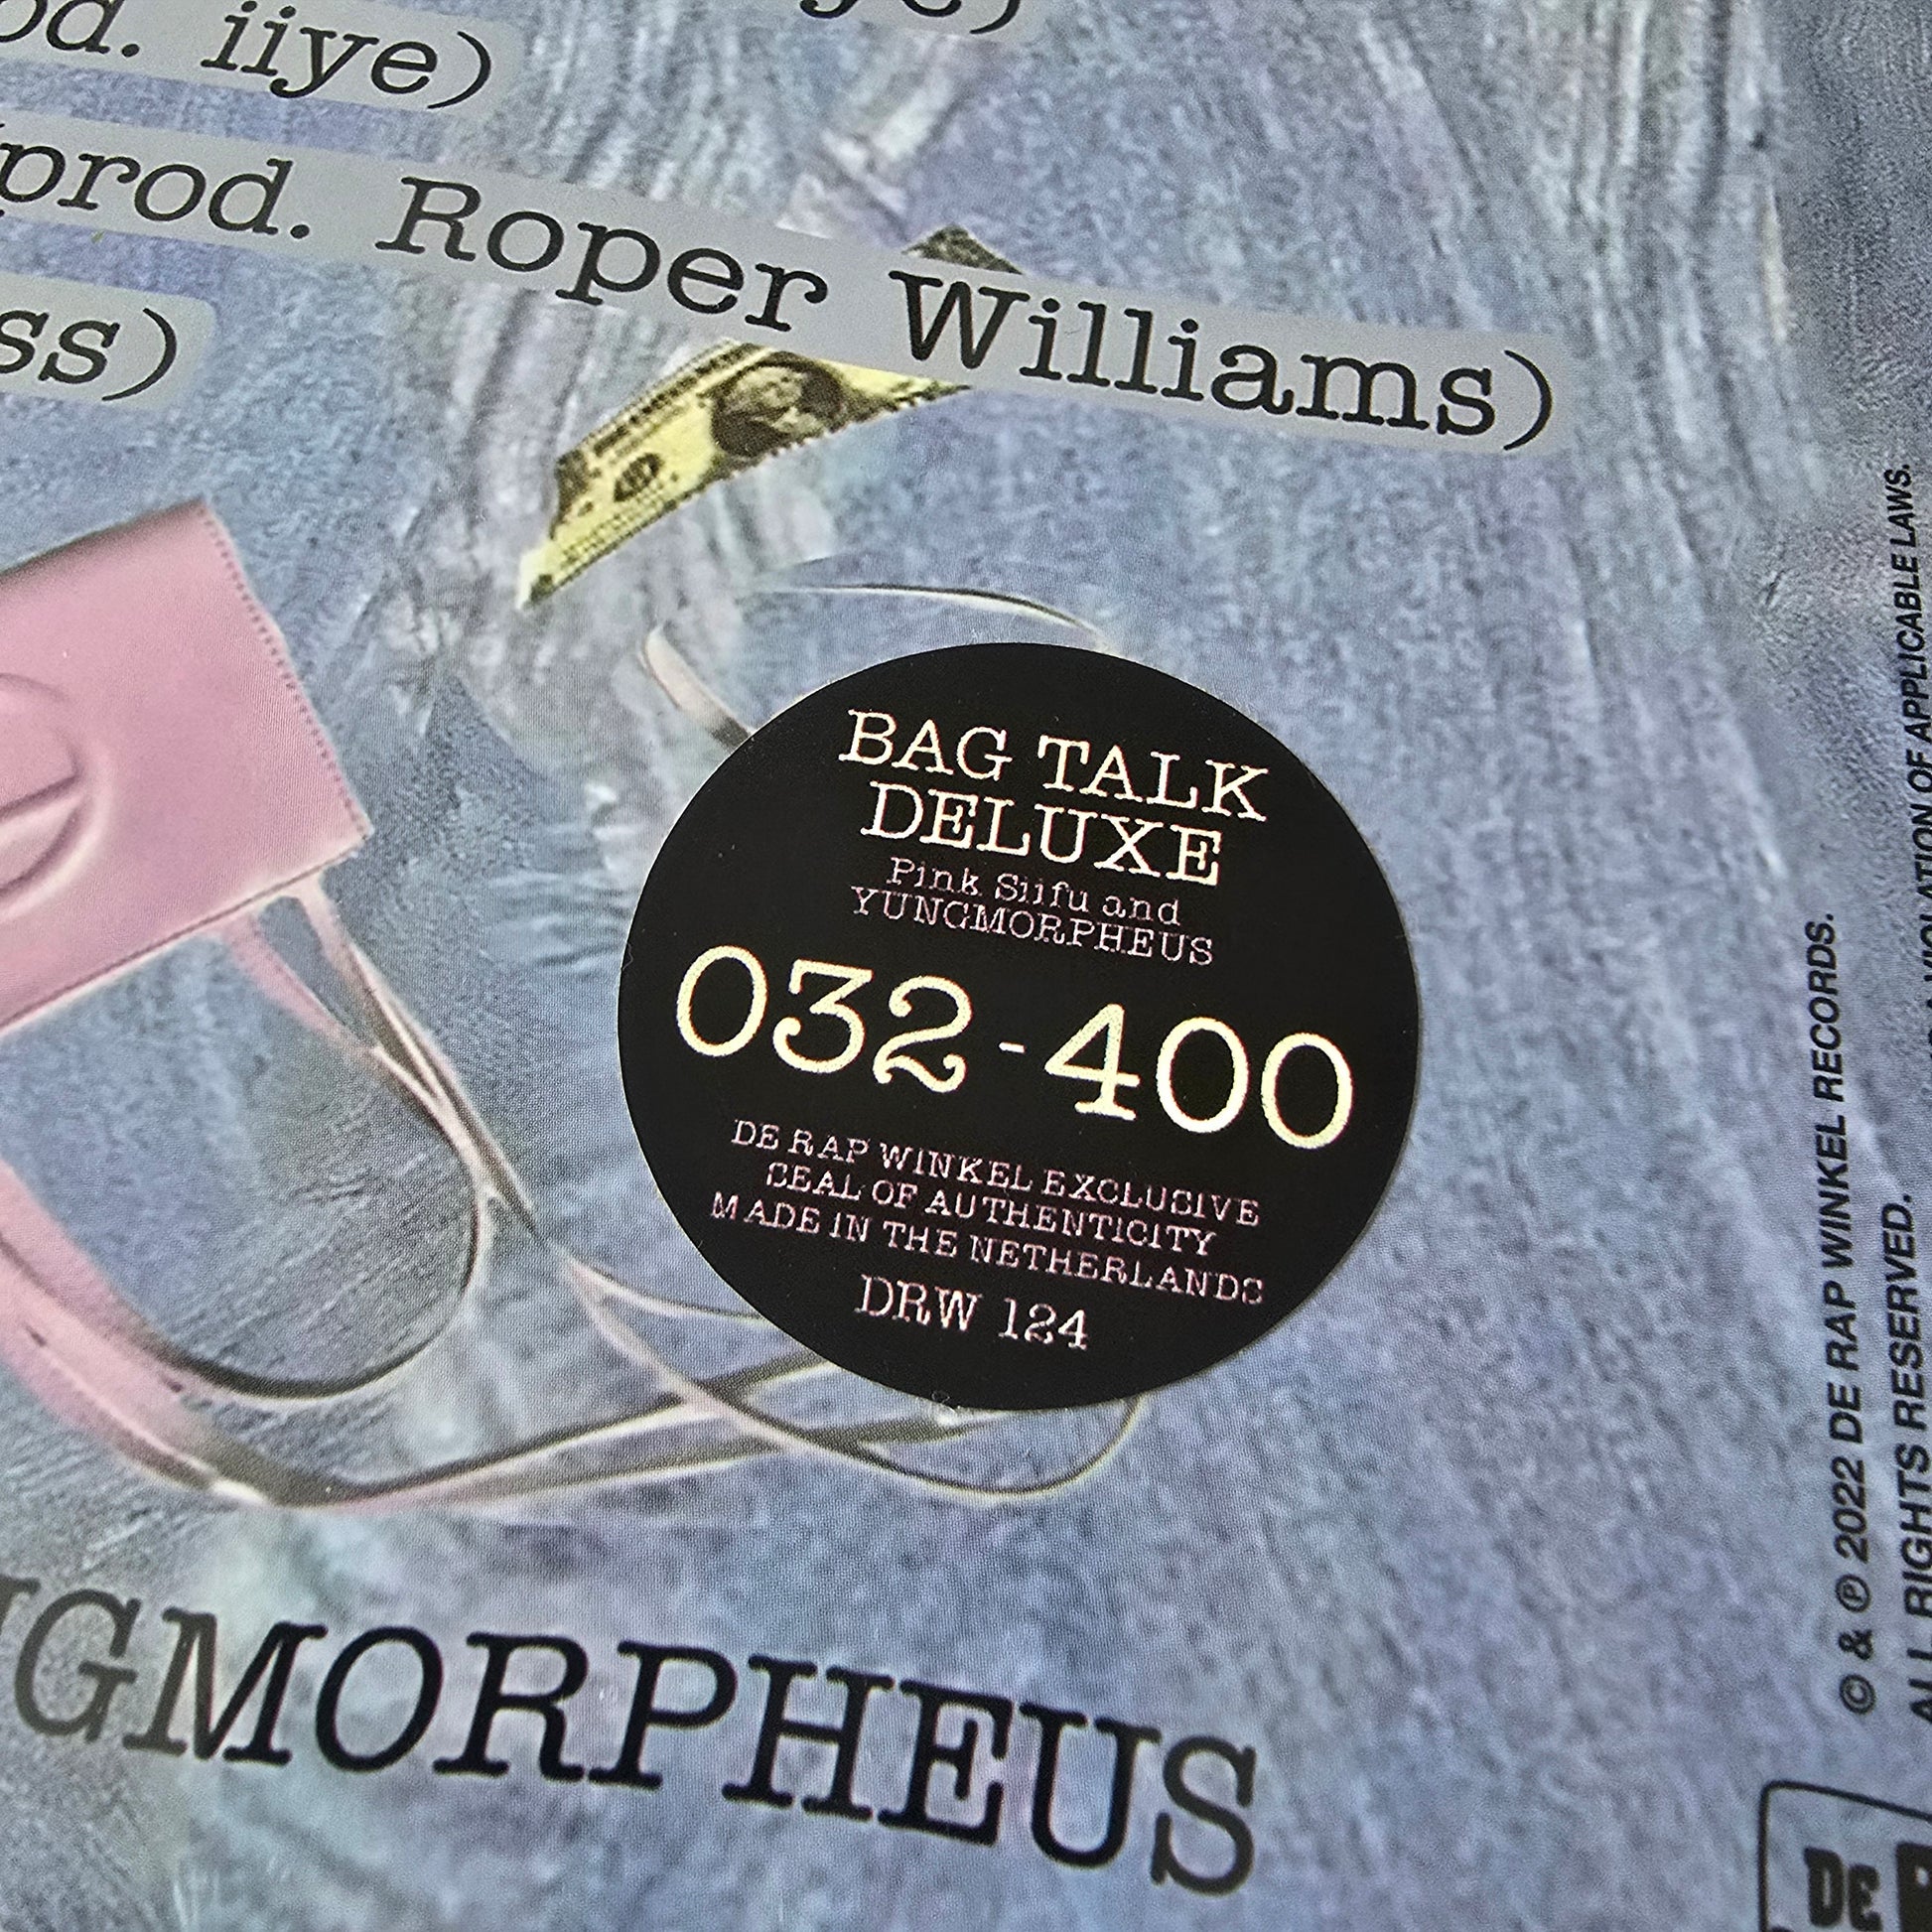 od. iiye)
prod. Roper Williams)
ss)
BAG TALK
DELUXE
Pink Siifu and
YUNGMORPHEUS
032-400
DE RAP WINKEL EXCLUSIVE
CEAL OF AUTHENTICITY
MADE IN THE NETHERLANDS
DRW 124
GMORPHEUS
© & ℗ 2022 DE RAP WINKEL RECORDS.
ALL RIGHTS RESERVED.
OF APPLICABLE LAWS.
DE